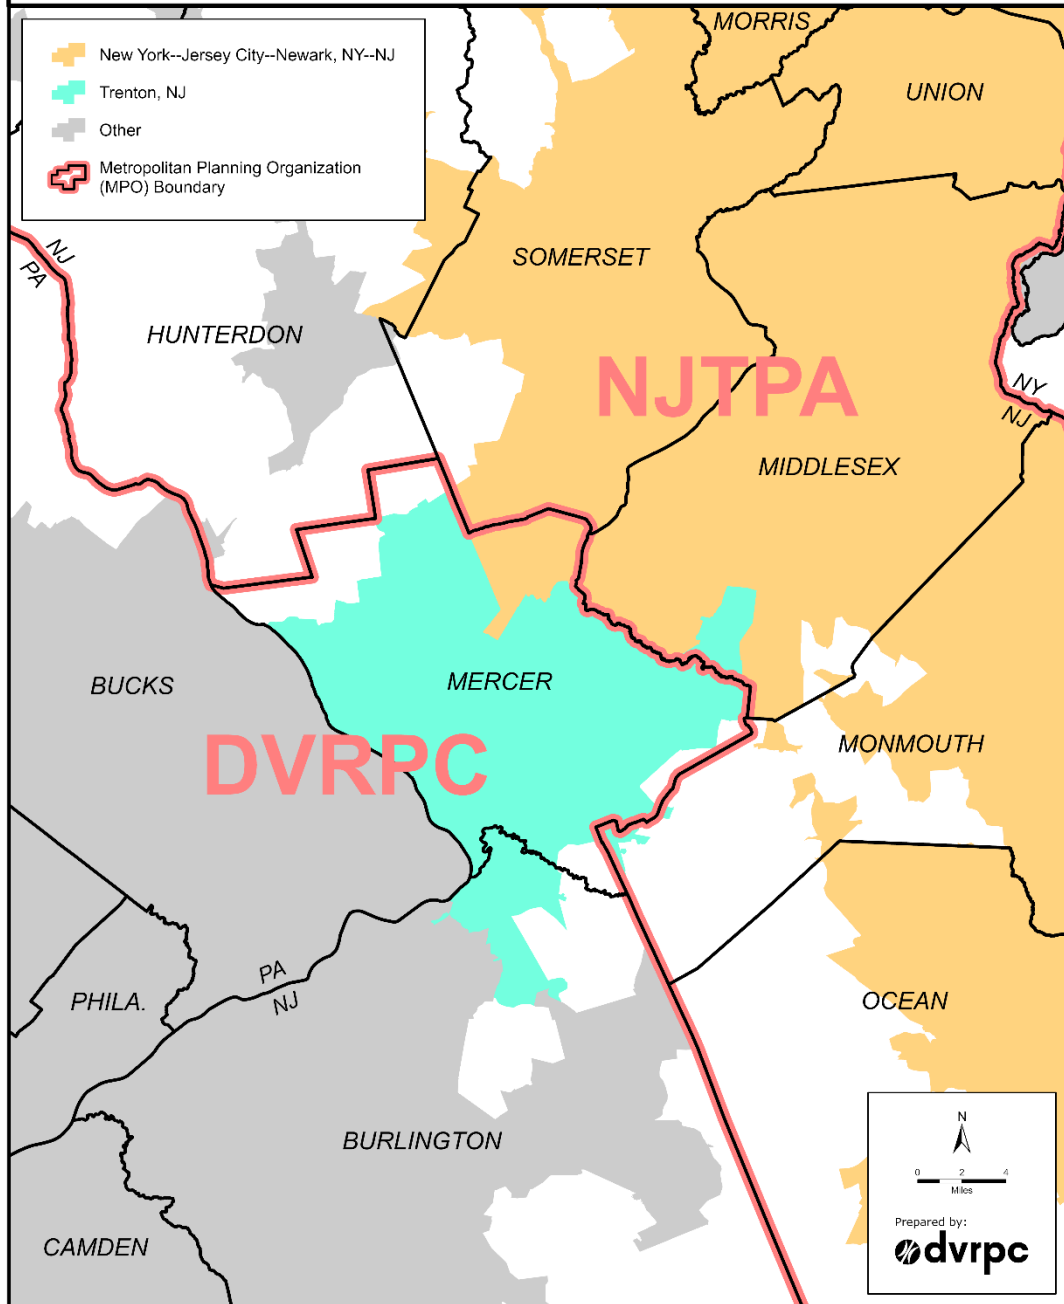 MORRIS
New York--Jersey City--Newark, NY--NJ
Trenton, NJ
Other
Metropolitan Planning Organization
(MPO) Boundary
UNION
NJ
PA
SOMERSET
HUNTERDON
NJTPA
NY
NJ
MIDDLESEX
BUCKS
MERCER
DVRPC
MONMOUTH
PA
NJ
PHILA.
OCEAN
BURLINGTON
CAMDEN
N
0 2 4
Miles
Prepared by:
dvrpc